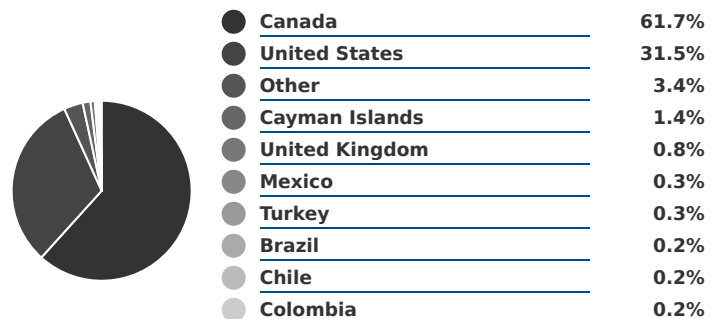 Canada 61.7%
United States 31.5%
Other 3.4%
Cayman Islands 1.4%
United Kingdom 0.8%
Mexico 0.3%
Turkey 0.3%
Brazil 0.2%
Chile 0.2%
Colombia 0.2%